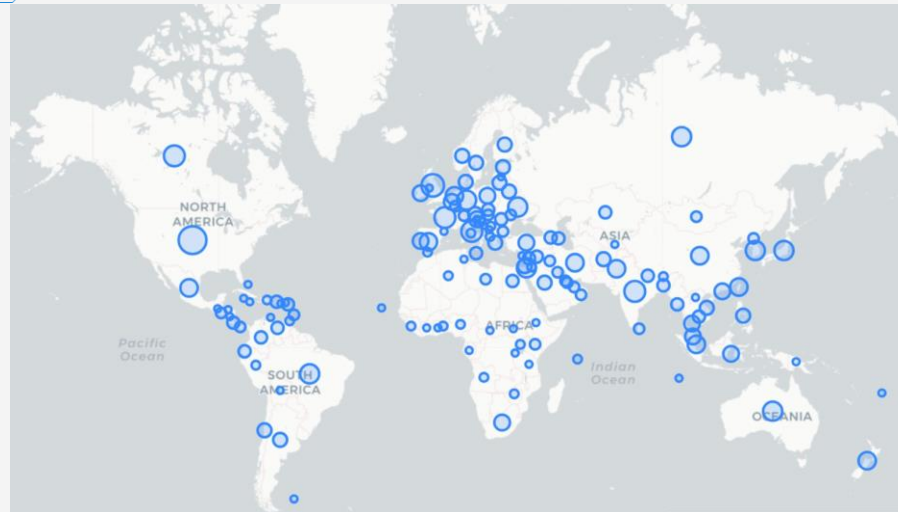 NORTH
AMERICA
ASIA
Pacific
Ocean
AFRICA
Indian
Ocean
SOUTH
AMERICA
OCEANIA